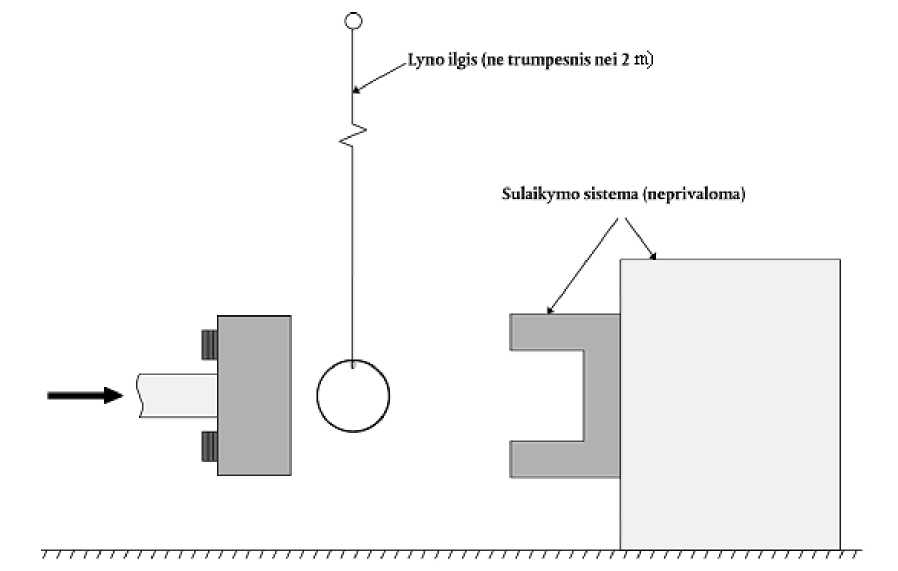 Lyno ilgis (ne trumpesnis nei 2 m)
Sulaikymo sistema (neprivaloma)